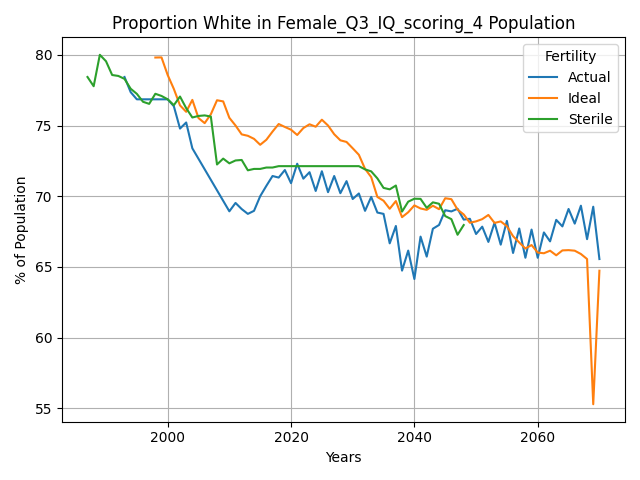 Proportion White in Female_Q3_IQ_scoring_4 Population
% of Population
80
75
70
65
60
55
2000
2020
2040
2060
Years
Fertility
Actual
Ideal
Sterile